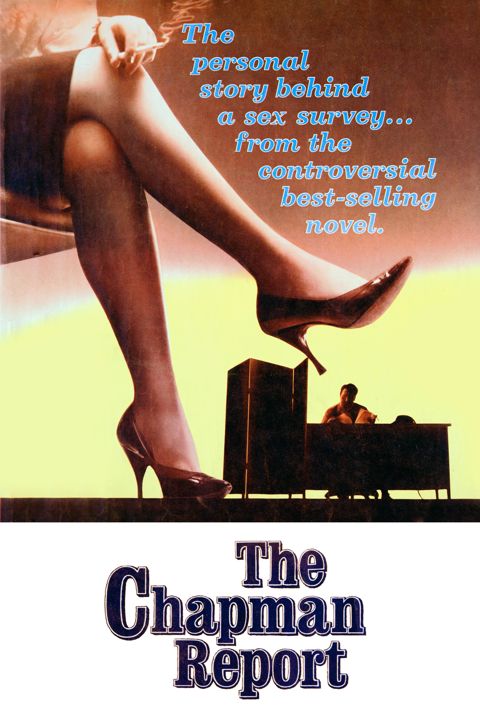 The
personal
story behind
a sex survey...
from the
controversial
best-selling
novel.
The
Chapman
Report